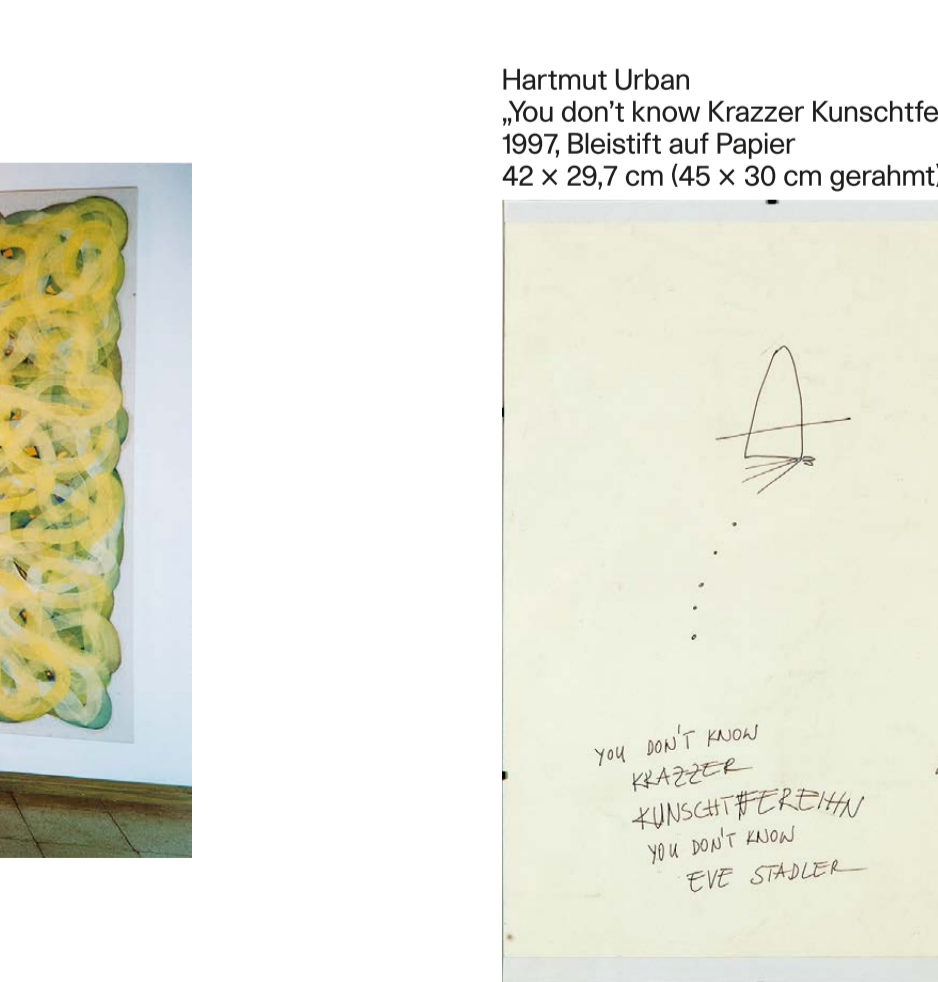 Hartmut Urban
„You don’t know Krazzer Kunschtfe
1997, Bleistift auf Papier
42 × 29,7 cm (45 × 30 cm gerahmt)
YOU DON'T KNOW
KRAZZER
KUNSCHTFEREIHN
YOU DON'T KNOW
EVE STADLER